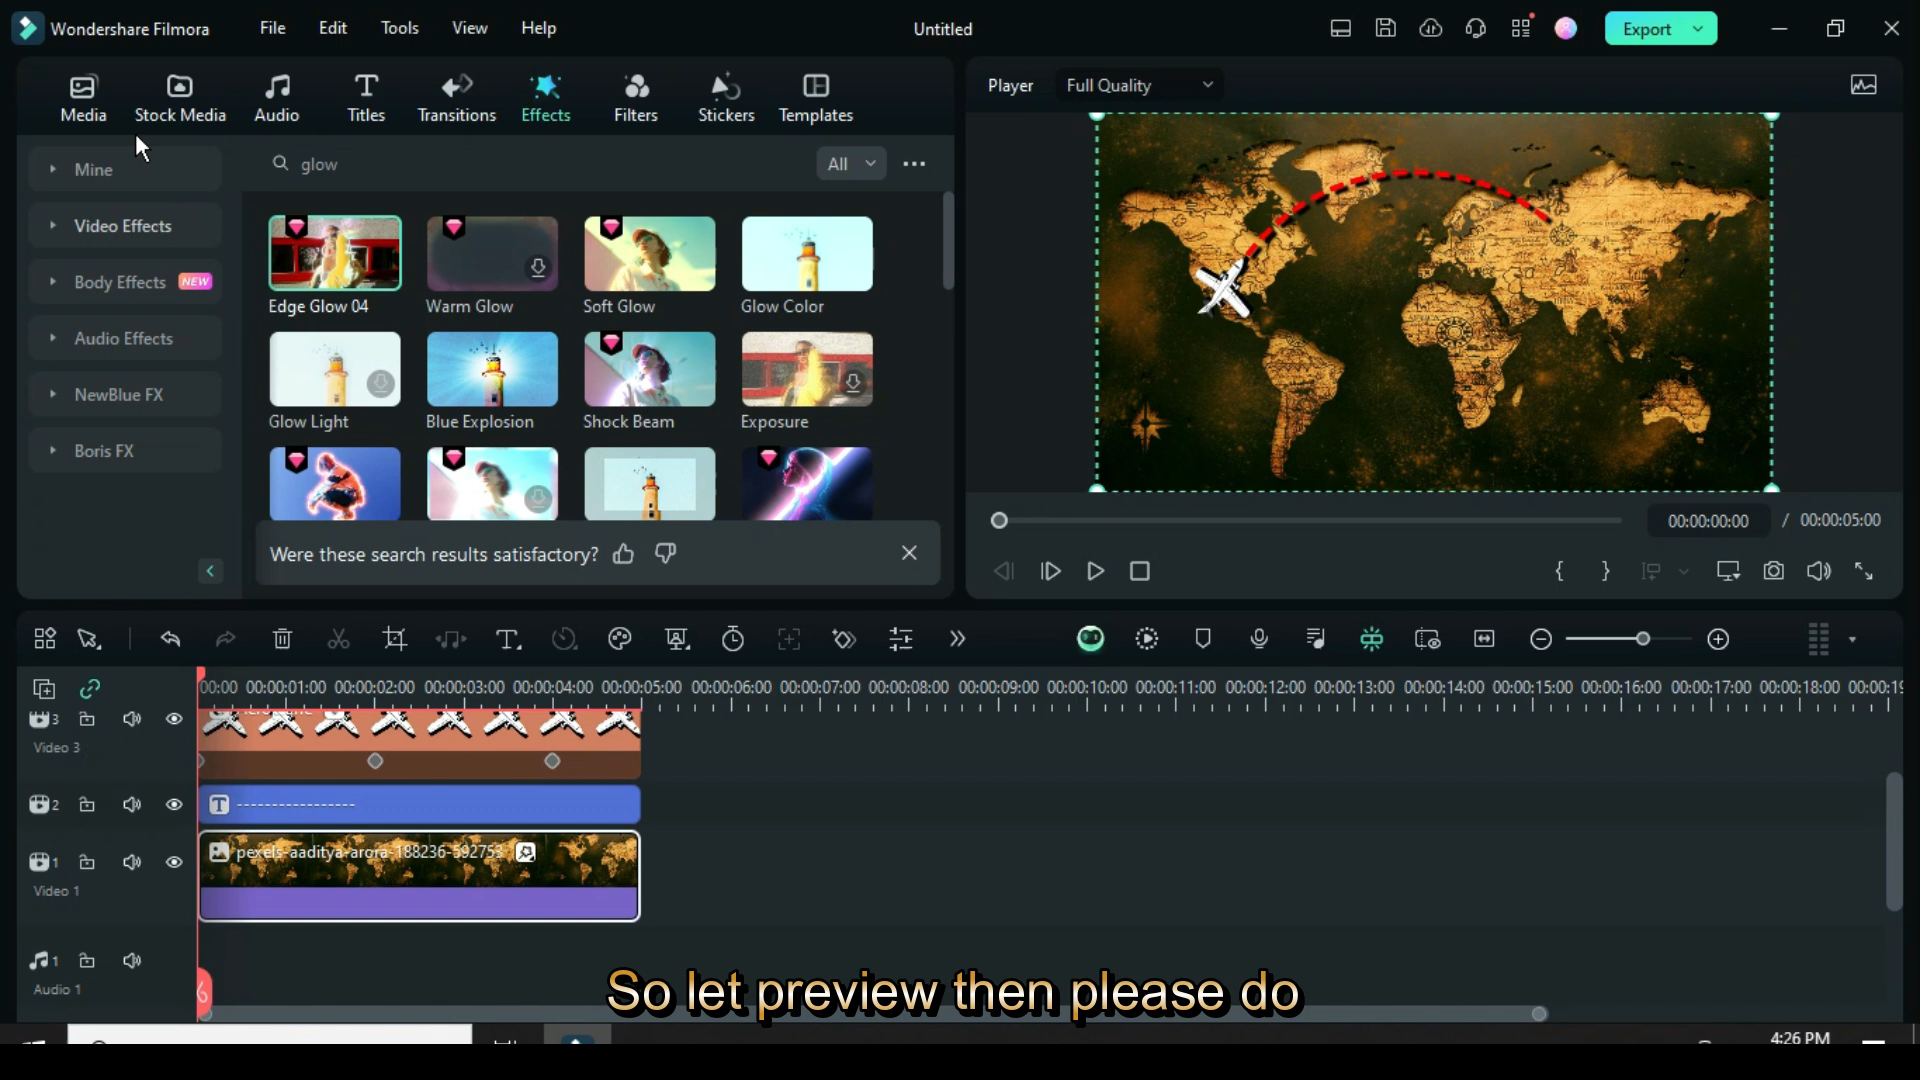 Wondershare Filmora
File
Edit
Tools
View
Help
Untitled
Export
Media
Stock Media
Audio
Titles
Transitions
Effects
Filters
Stickers
Templates
Player
Full Quality
Mine
Video Effects
Body Effects NEW
Audio Effects
NewBlue FX
Boris FX
glow
All
Edge Glow 04
Warm Glow
Soft Glow
Glow Color
Glow Light
Blue Explosion
Shock Beam
Exposure
Were these search results satisfactory?
00:00:00:00 / 00:00:05:00
00:00 00:00:01:00 00:00:02:00 00:00:03:00 00:00:04:00 00:00:05:00 00:00:06:00 00:00:07:00 00:00:08:00 00:00:09:00 00:00:10:00 00:00:11:00 00:00:12:00 00:00:13:00 00:00:14:00 00:00:15:00 00:00:16:00 00:00:17:00 00:00:18:00 00:00:19
3
Video 3
2
T -----------------
1
pexels-aaditya-arora-188236-592753
Video 1
1
Audio 1
So let preview then please do
4:26 PM